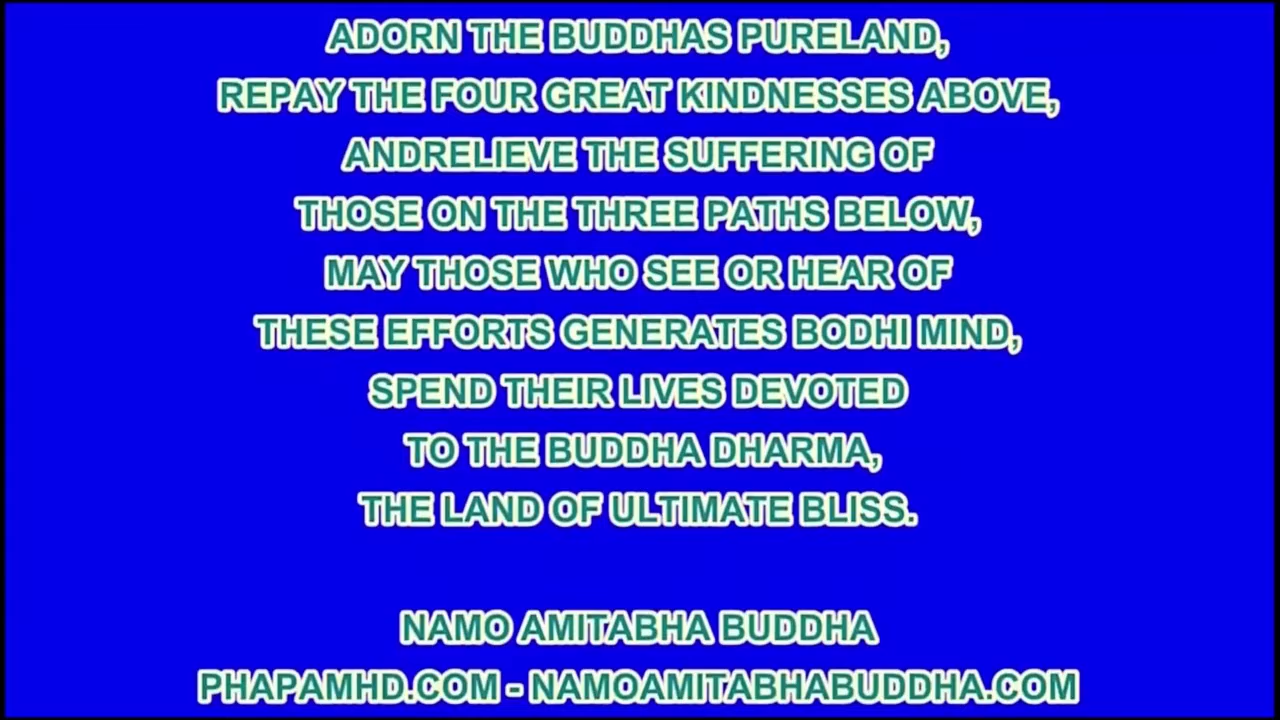 ADORN THE BUDDHAS PURELAND,
REPAY THE FOUR GREAT KINDNESSES ABOVE,
ANDRELIEVE THE SUFFERING OF
THOSE ON THE THREE PATHS BELOW,
MAY THOSE WHO SEE OR HEAR OF
THESE EFFORTS GENERATES BODHI MIND,
SPEND THEIR LIVES DEVOTED
TO THE BUDDHA DHARMA,
THE LAND OF ULTIMATE BLISS.
NAMO AMITABHA BUDDHA
PHAPAMHD.COM - NAMOAMITABHABUDDHA.COM